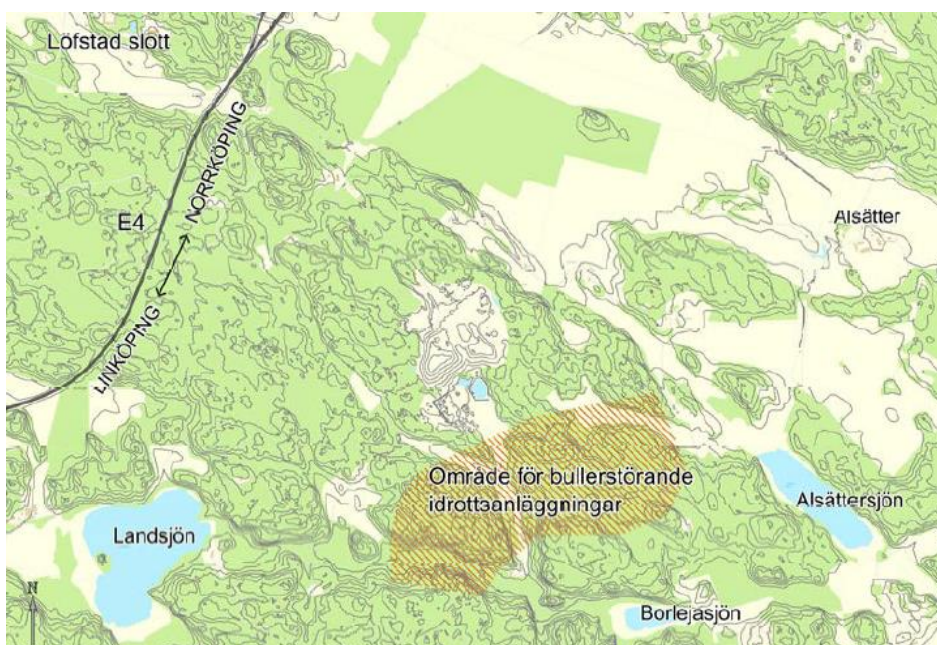 Löfstad slott
NORRKÖPING
E4
LINKÖPING
Alsätter
Område för bullerstörande
idrottsanläggningar
Alsättersjön
Landsjön
Borlejasjön
N